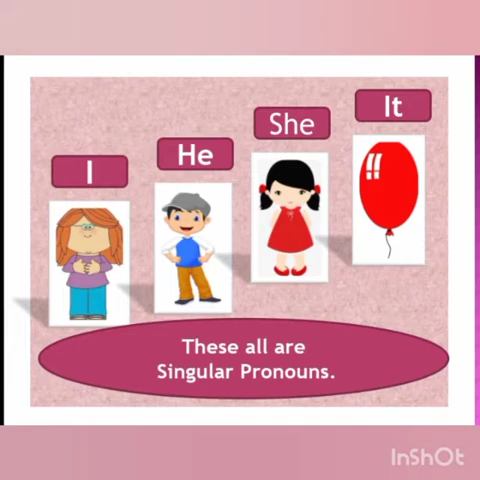 I
He
She
It
These all are
Singular Pronouns.
InShOt